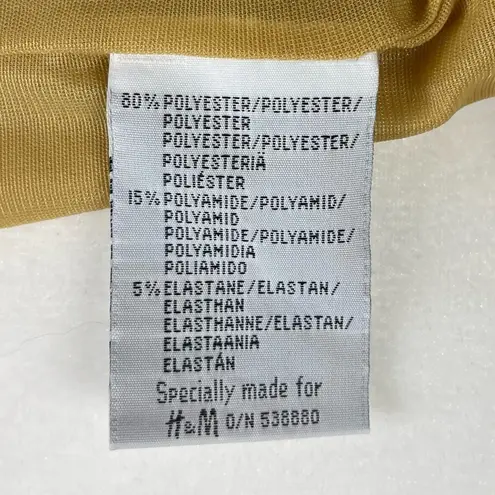 80% POLYESTER/POLYESTER/
POLYESTER
POLYESTER/POLYESTER/
POLYESTERIÄ
POLIÉSTER
15% POLYAMIDE/POLYAMID/
POLYAMID
POLYAMIDE/POLYAMIDE/
POLYAMIDIA
POLIAMIDO
5% ELASTANE/ELASTAN/
ELASTHAN
ELASTHANNE/ELASTAN/
ELASTAANIA
ELASTÁN
Specially made for
H&M O/N 538880